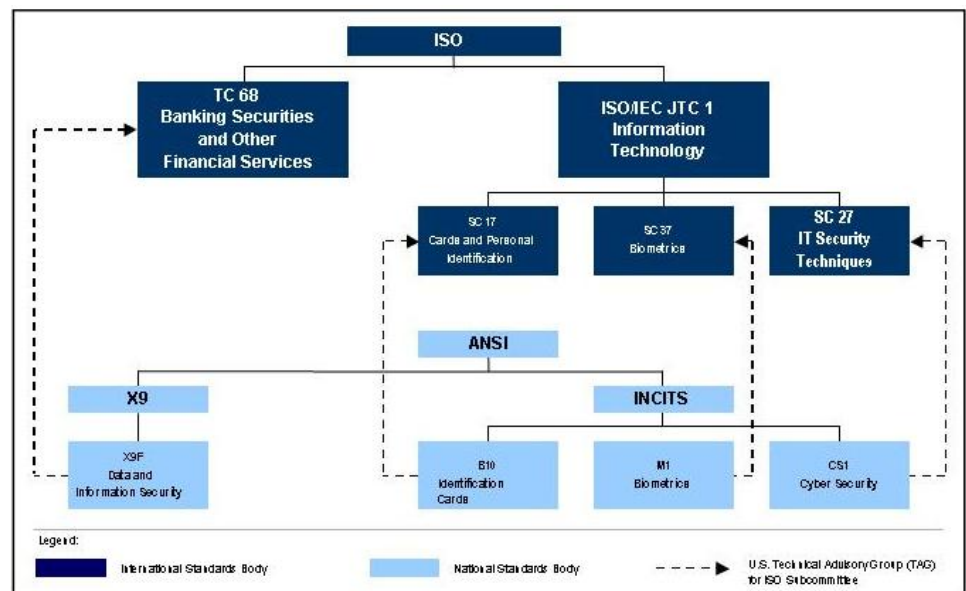 ISO
TC 68
Banking Securities
and Other
Financial Services
ISO/IEC JTC 1
Information
Technology
SC 17
Cards and Personal
Identification
SC 37
Biometrics
SC 27
IT Security
Techniques
ANSI
X9
INCITS
X9F
Data and
Information Security
B10
Identification
Cards
M1
Biometrics
CS1
Cyber Security
Legend:
International Standards Body
National Standards Body
U.S. Technical Advisory Group (TAG)
for ISO Subcommittee